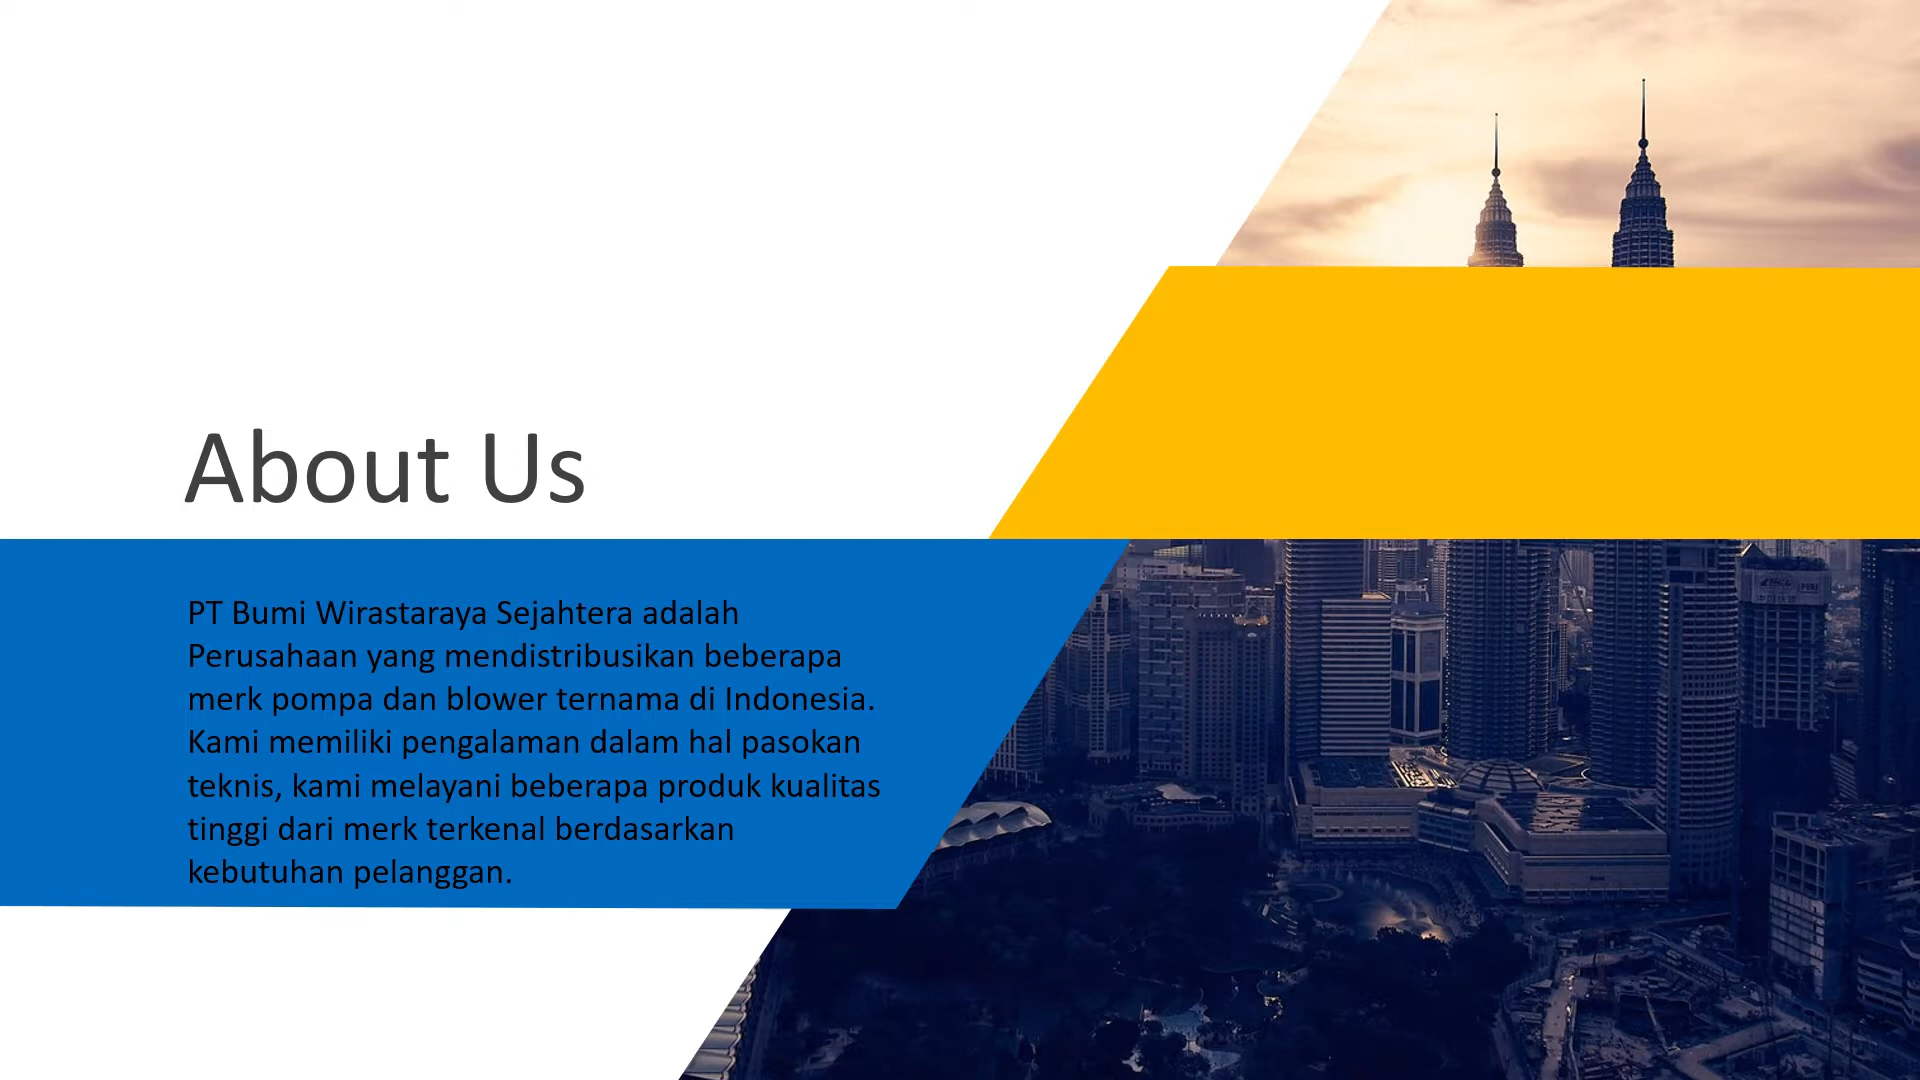 About Us
PT Bumi Wirastaraya Sejahtera adalah
Perusahaan yang mendistribusikan beberapa
merk pompa dan blower ternama di Indonesia.
Kami memiliki pengalaman dalam hal pasokan
teknis, kami melayani beberapa produk kualitas
tinggi dari merk terkenal berdasarkan
kebutuhan pelanggan.